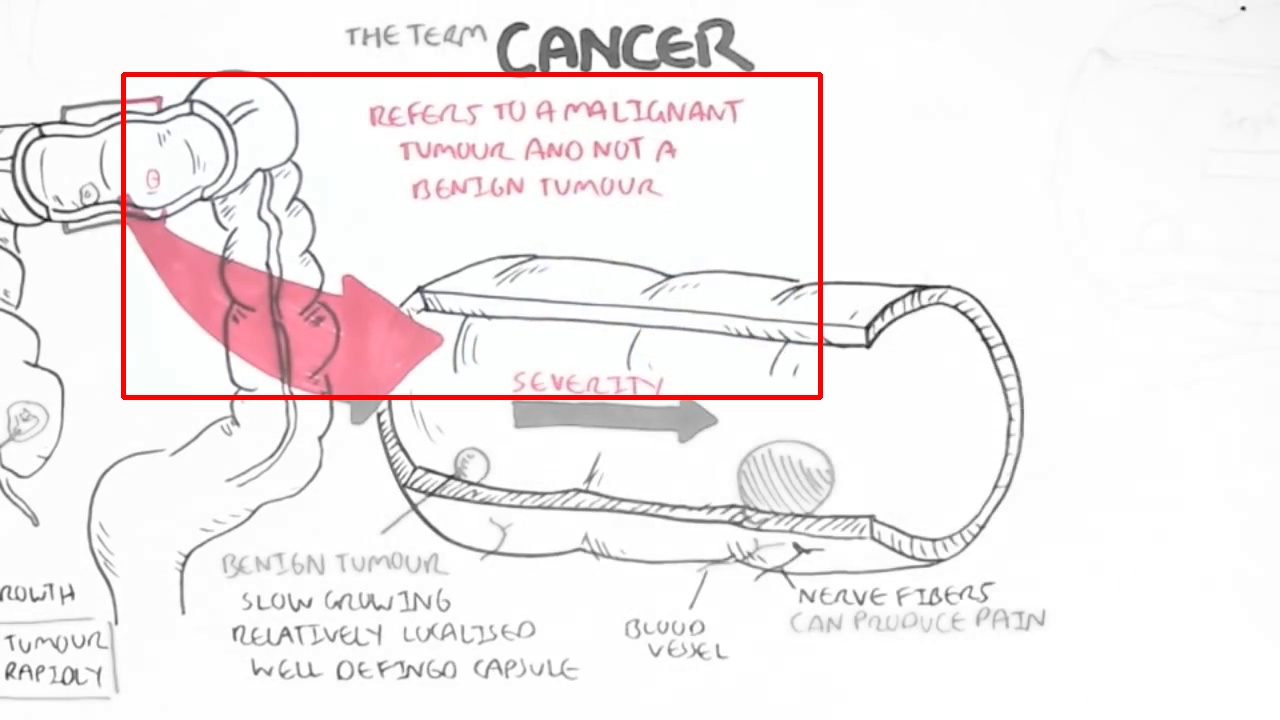 THE TERM CANCER
REFERS TO A MALIGNANT
TUMOUR AND NOT A
BENIGN TUMOUR
SEVERITY
BENIGN TUMOUR
SLOW GROWING
RELATIVELY LOCALISED
WELL DEFINED CAPSULE
BLOOD
VESSEL
NERVE FIBERS
CAN PRODUCE PAIN
ROWTH
TUMOUR
RAPIDLY